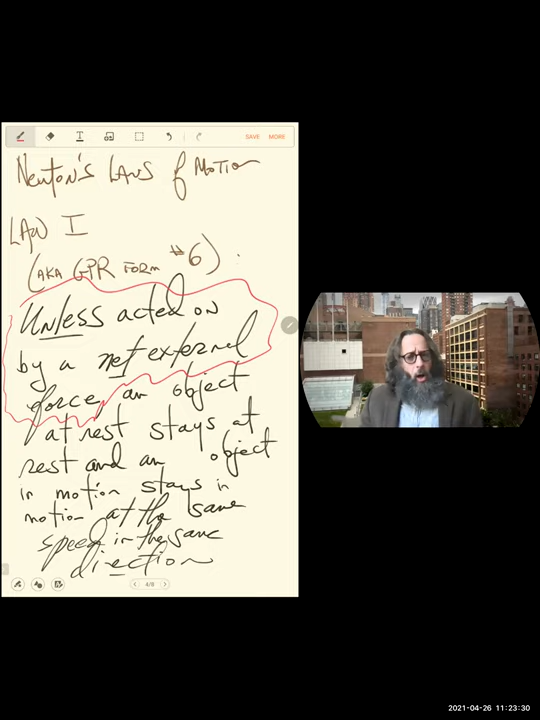 SAVE MORE
NEWTON'S LAWS of MOTION
LAW I
(AKA GPR FORM #6).
UNLESS acted on
by a net external
force, an object
at rest stays at
rest and an object
in motion stays in
motion at the same
speed in the same
direction
4/8
2021-04-26 11:23:30